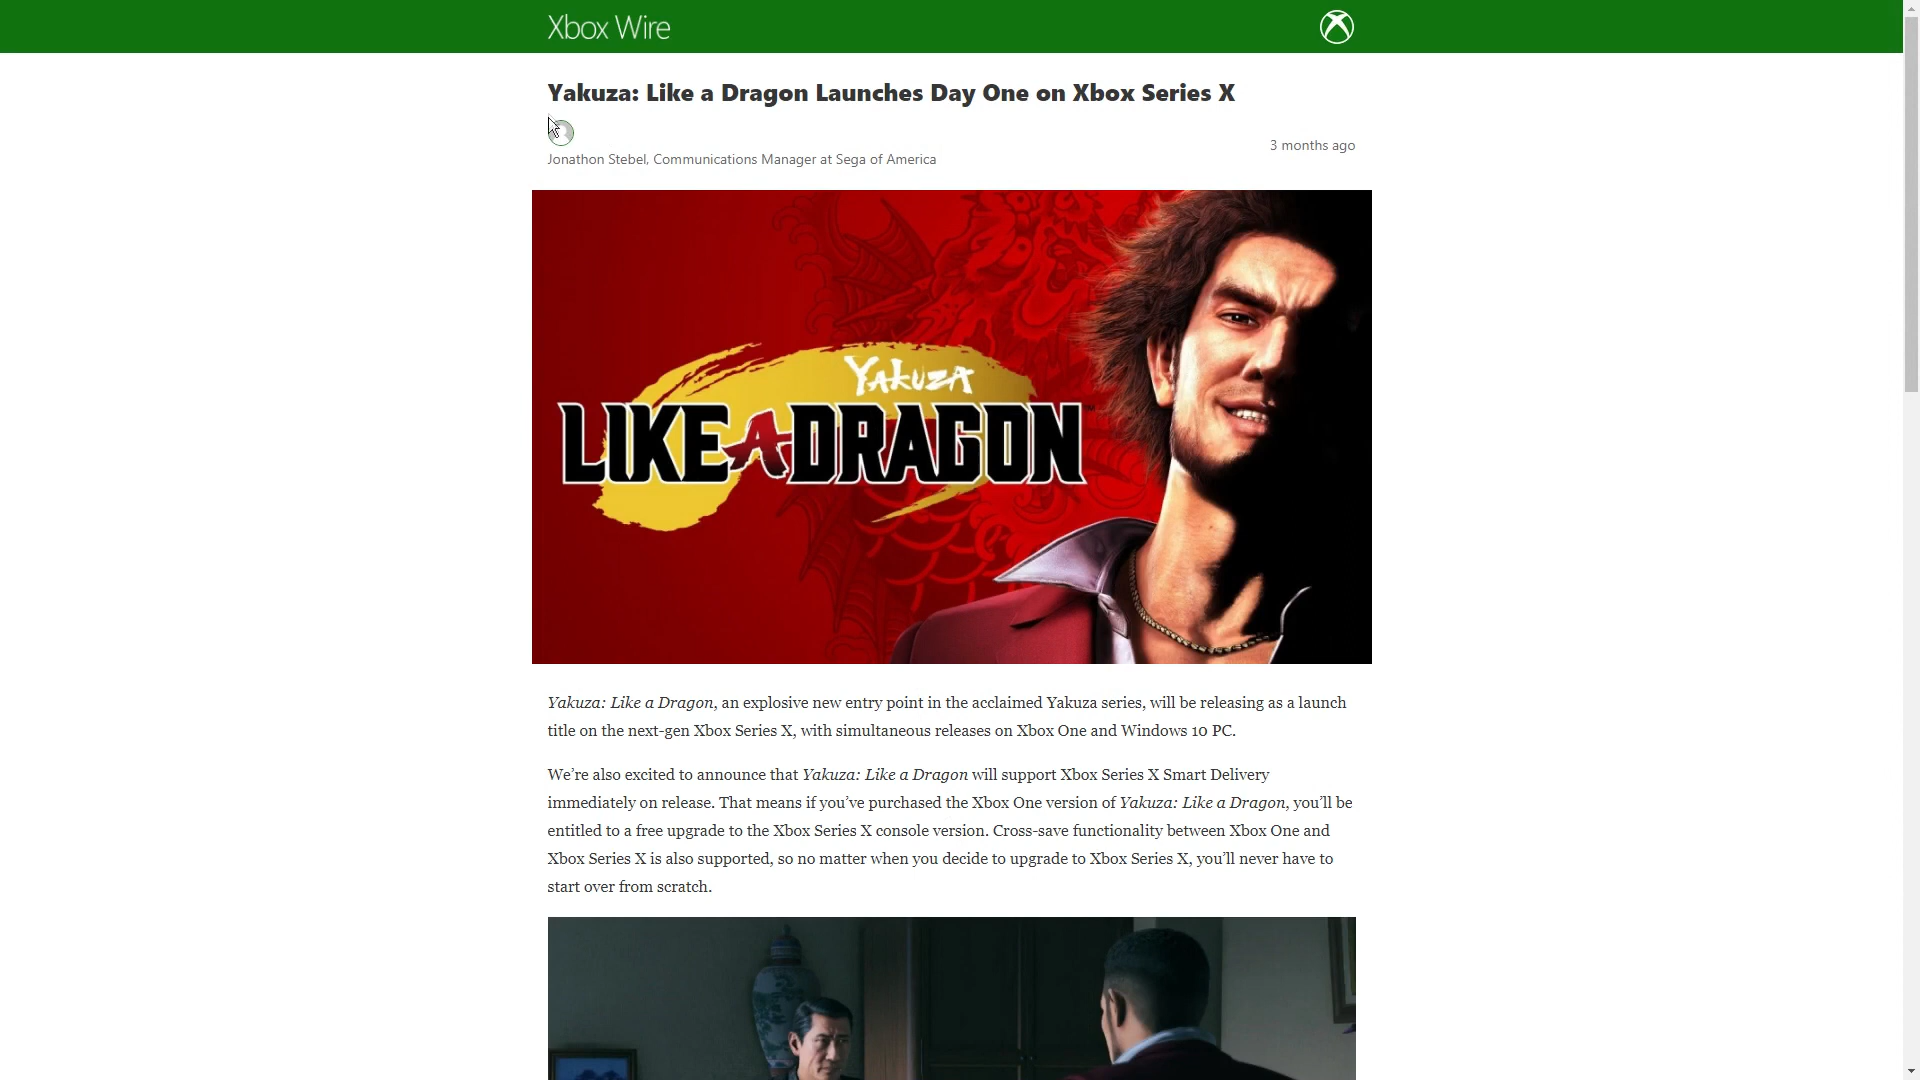 Xbox Wire
Yakuza: Like a Dragon Launches Day One on Xbox Series X
Jonathon Stebel, Communications Manager at Sega of America
3 months ago
YAKUZA
LIKE A DRAGON™
Yakuza: Like a Dragon, an explosive new entry point in the acclaimed Yakuza series, will be releasing as a launch
title on the next-gen Xbox Series X, with simultaneous releases on Xbox One and Windows 10 PC.
We’re also excited to announce that Yakuza: Like a Dragon will support Xbox Series X Smart Delivery
immediately on release. That means if you’ve purchased the Xbox One version of Yakuza: Like a Dragon, you’ll be
entitled to a free upgrade to the Xbox Series X console version. Cross-save functionality between Xbox One and
Xbox Series X is also supported, so no matter when you decide to upgrade to Xbox Series X, you’ll never have to
start over from scratch.